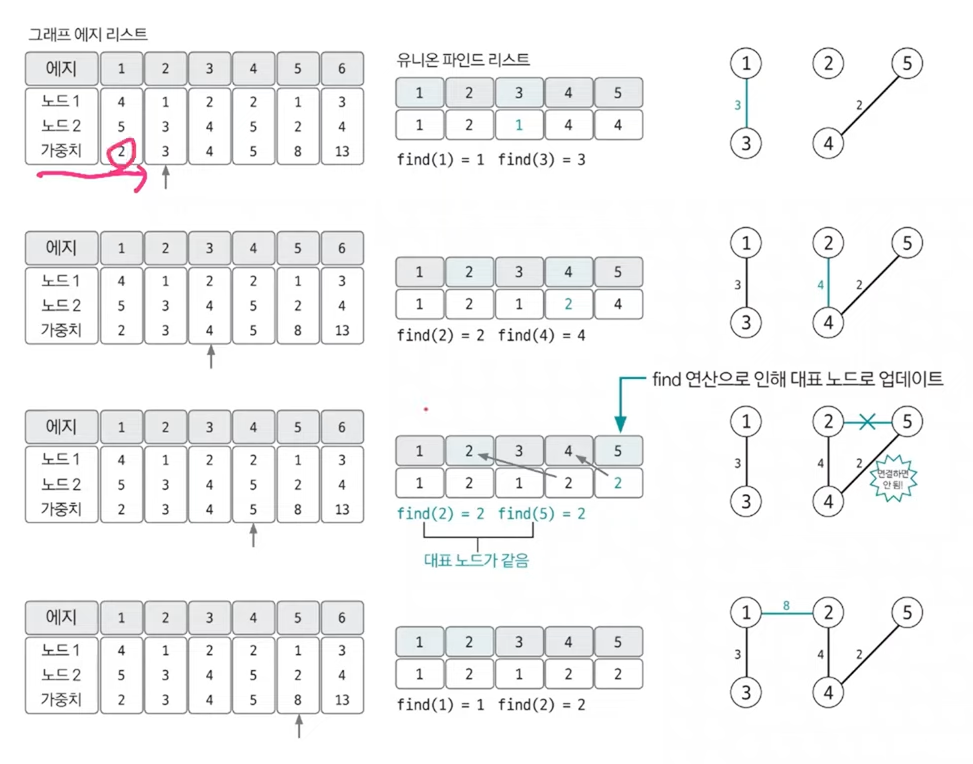 그래프 에지 리스트
에지 1 2 3 4 5 6
노드 1 4 1 2 2 1 3
노드 2 5 3 4 5 2 4
가중치 2 3 4 5 8 13
유니온 파인드 리스트
1 2 3 4 5
1 2 1 4 4
find(1) = 1 find(3) = 3
1 2 5
3 2
3 4
에지 1 2 3 4 5 6
노드 1 4 1 2 2 1 3
노드 2 5 3 4 5 2 4
가중치 2 3 4 5 8 13
1 2 3 4 5
1 2 1 2 4
find(2) = 2 find(4) = 4
1 2 5
3 4 2
3 4
find 연산으로 인해 대표 노드로 업데이트
에지 1 2 3 4 5 6
노드 1 4 1 2 2 1 3
노드 2 5 3 4 5 2 4
가중치 2 3 4 5 8 13
1 2 3 4 5
1 2 1 2 2
find(2) = 2 find(5) = 2
대표 노드가 같음
1 2 5
3 4 2
연결하면
안 됨!
3 4
에지 1 2 3 4 5 6
노드 1 4 1 2 2 1 3
노드 2 5 3 4 5 2 4
가중치 2 3 4 5 8 13
1 2 3 4 5
1 2 1 2 2
find(1) = 1 find(2) = 2
8
1 2 5
3 4 2
3 4